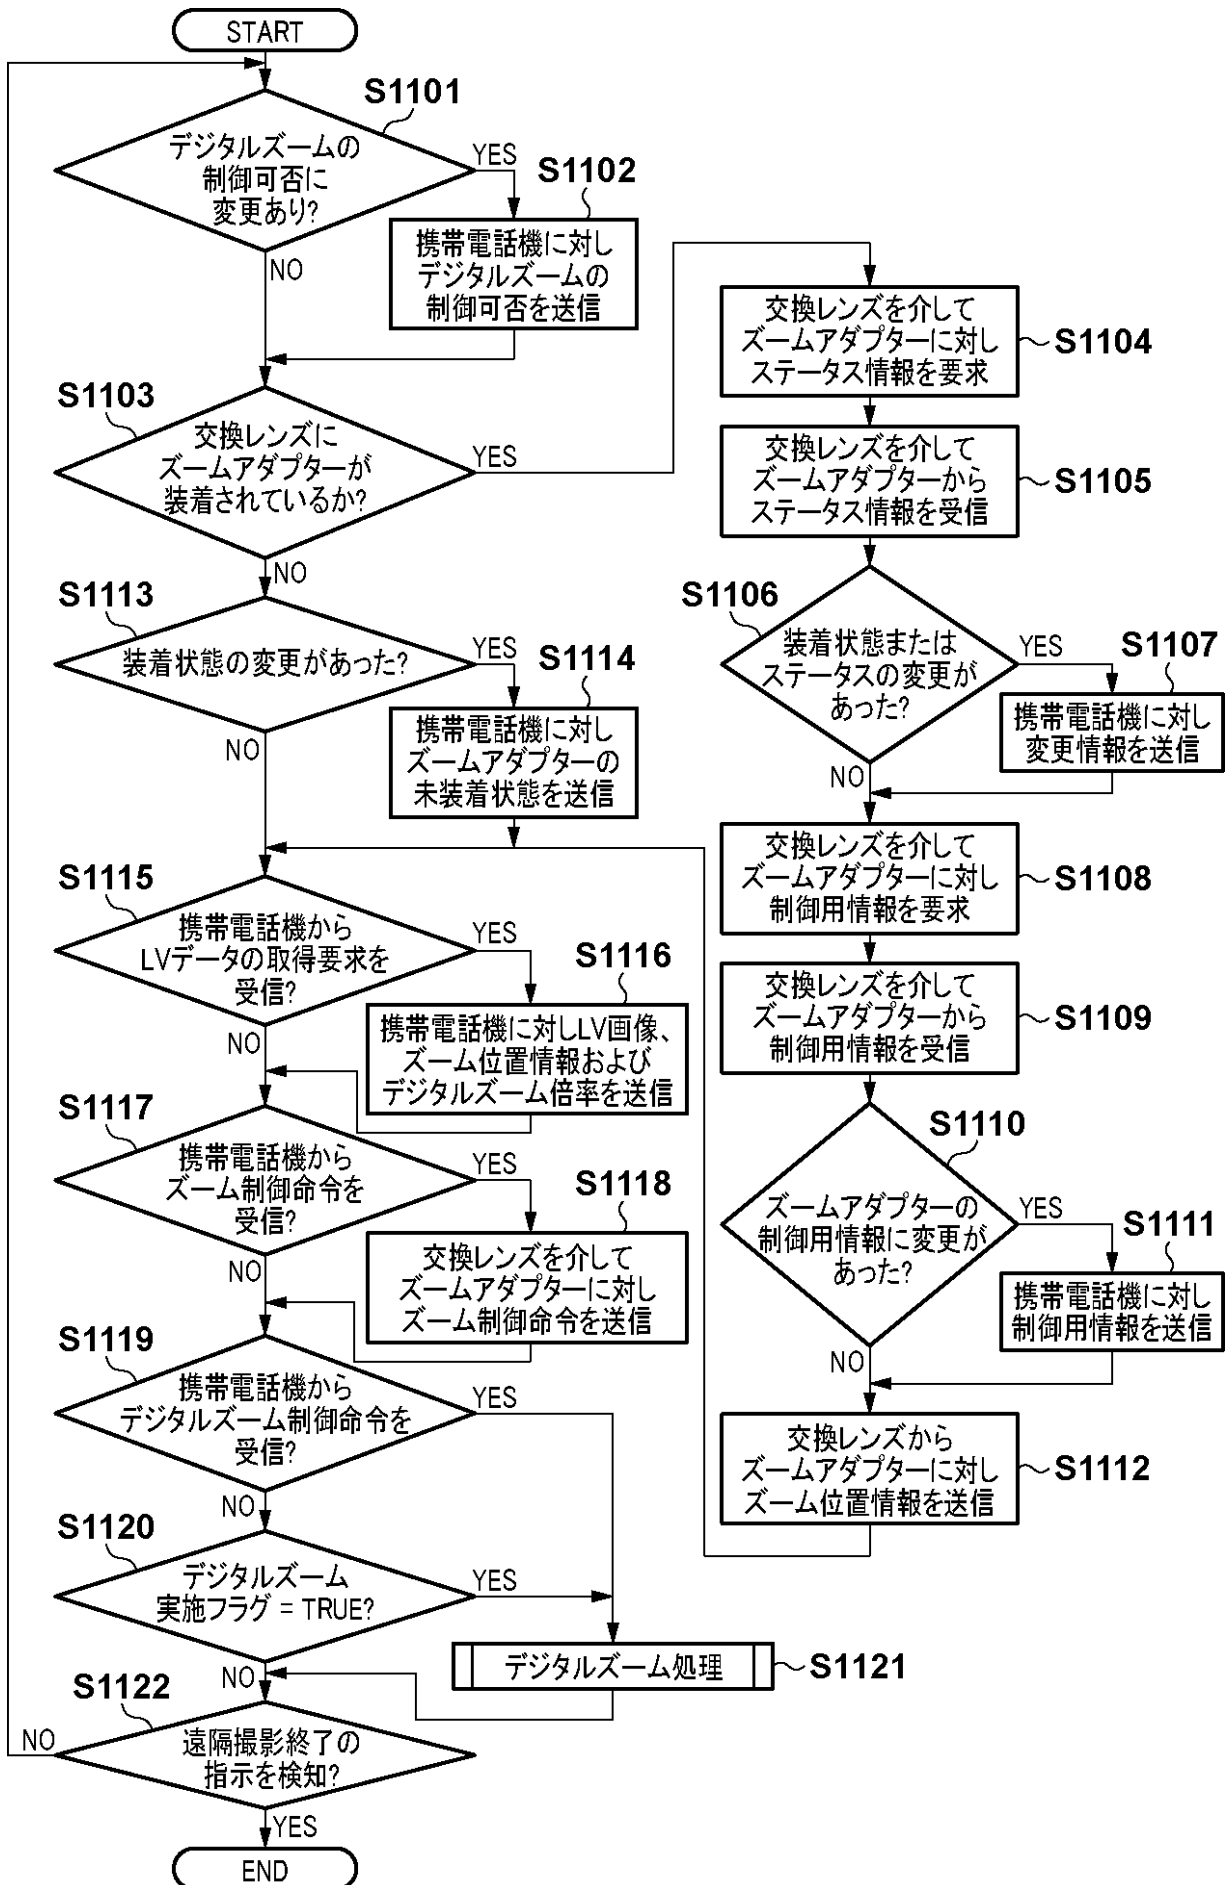 START
S1101
デジタルズームの
制御可否に
変更あり?
YES
NO
S1102
携帯電話機に対し
デジタルズームの
制御可否を送信
S1103
交換レンズに
ズームアダプターが
装着されているか?
YES
NO
S1104
交換レンズを介して
ズームアダプターに対し
ステータス情報を要求
S1105
交換レンズを介して
ズームアダプターから
ステータス情報を受信
S1106
装着状態または
ステータスの変更が
あった?
YES
NO
S1107
携帯電話機に対し
変更情報を送信
S1108
交換レンズを介して
ズームアダプターに対し
制御用情報を要求
S1109
交換レンズを介して
ズームアダプターから
制御用情報を受信
S1110
ズームアダプターの
制御用情報に変更が
あった?
YES
NO
S1111
携帯電話機に対し
制御用情報を送信
S1112
交換レンズから
ズームアダプターに対し
ズーム位置情報を送信
S1113
装着状態の変更があった?
YES
NO
S1114
携帯電話機に対し
ズームアダプターの
未装着状態を送信
S1115
携帯電話機から
LVデータの取得要求を
受信?
YES
NO
S1116
携帯電話機に対しLV画像、
ズーム位置情報および
デジタルズーム倍率を送信
S1117
携帯電話機から
ズーム制御命令を
受信?
YES
NO
S1118
交換レンズを介して
ズームアダプターに対し
ズーム制御命令を送信
S1119
携帯電話機から
デジタルズーム制御命令を
受信?
YES
NO
S1120
デジタルズーム
実施フラグ = TRUE?
YES
NO
S1121
デジタルズーム処理
S1122
遠隔撮影終了の
指示を検知?
NO
YES
END